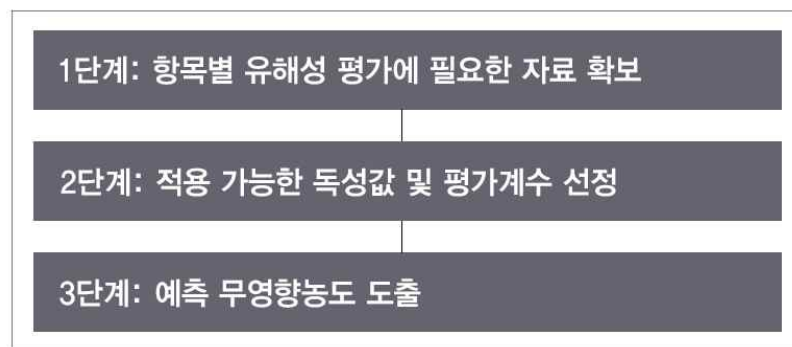 1단계: 항목별 유해성 평가에 필요한 자료 확보
2단계: 적용 가능한 독성값 및 평가계수 선정
3단계: 예측 무영향농도 도출